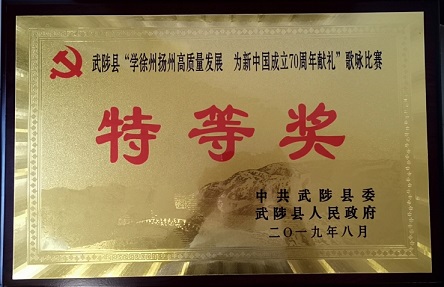 武陟县“学徐州扬州高质量发展 为新中国成立70周年献礼”歌咏比赛
特等奖
中共武陟县委
武陟县人民政府
二〇一九年八月